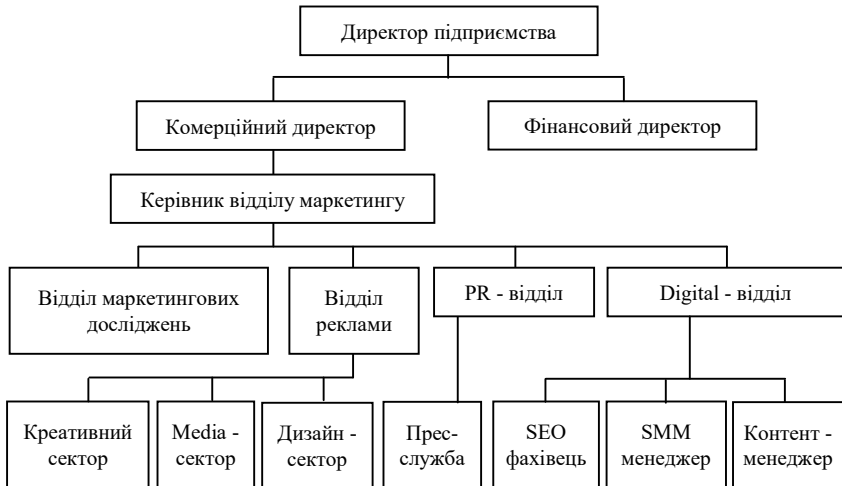 Директор підприємства
Комерційний директор
Фінансовий директор
Керівник відділу маркетингу
Відділ маркетингових
досліджень
Відділ
реклами
PR - відділ
Digital - відділ
Креативний
сектор
Media -
сектор
Дизайн -
сектор
Прес-
служба
SEO
фахівець
SMM
менеджер
Контент -
менеджер